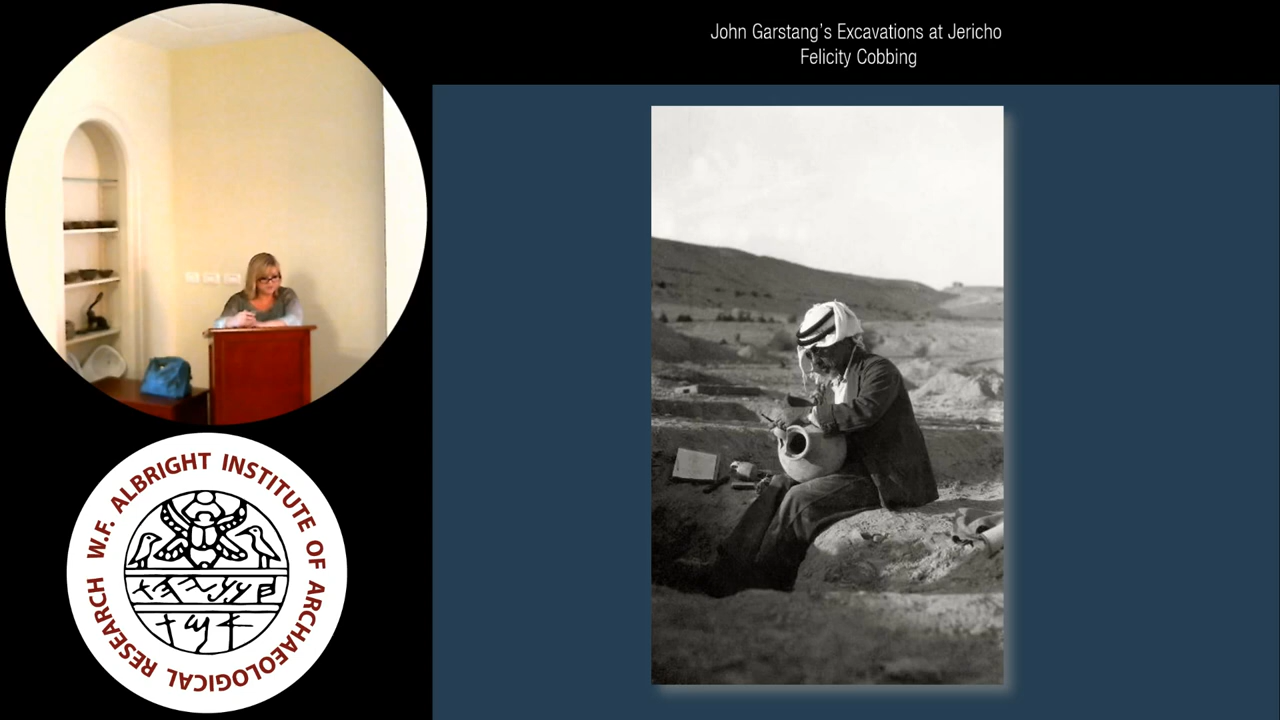 John Garstang's Excavations at Jericho
Felicity Cobbing
W.F. ALBRIGHT INSTITUTE OF ARCHAEOLOGICAL RESEARCH